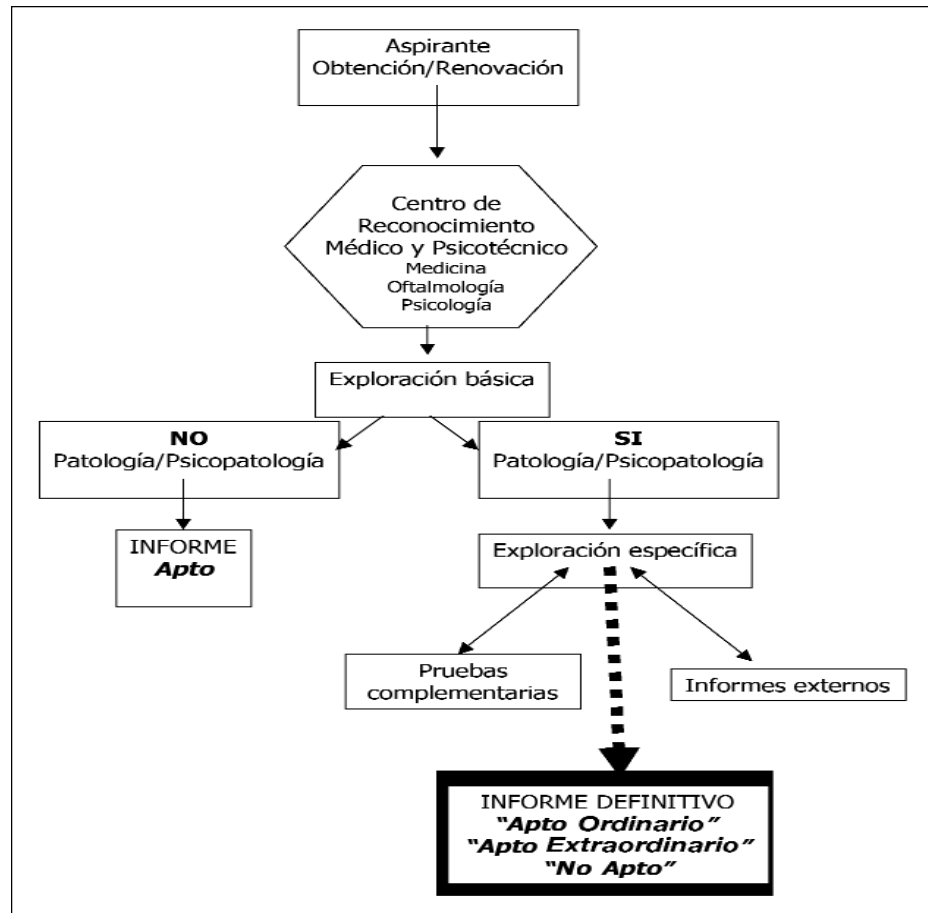 Aspirante
Obtención/Renovación
Centro de
Reconocimiento
Médico y Psicotécnico
Medicina
Oftalmología
Psicología
Exploración básica
NO
Patología/Psicopatología
SI
Patología/Psicopatología
INFORME
Apto
Exploración específica
Pruebas
complementarias
Informes externos
INFORME DEFINITIVO
“Apto Ordinario”
“Apto Extraordinario”
“No Apto”